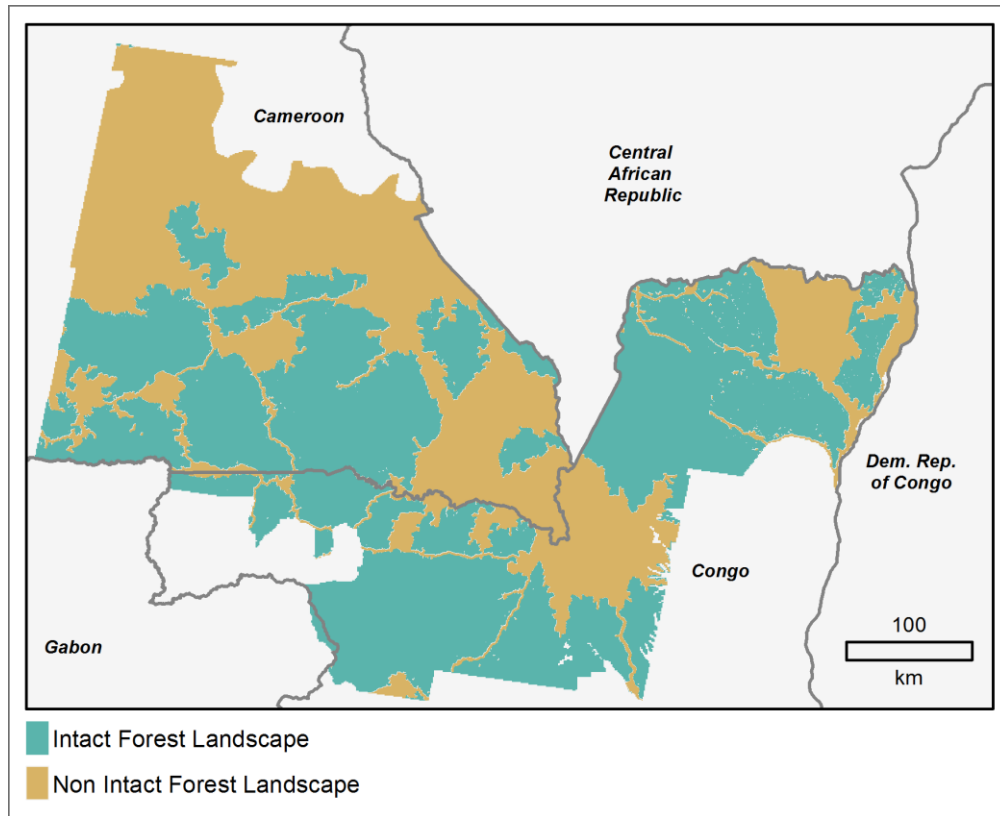 Cameroon
Central
African
Republic
Dem. Rep.
of Congo
Congo
Gabon
100
km
Intact Forest Landscape
Non Intact Forest Landscape